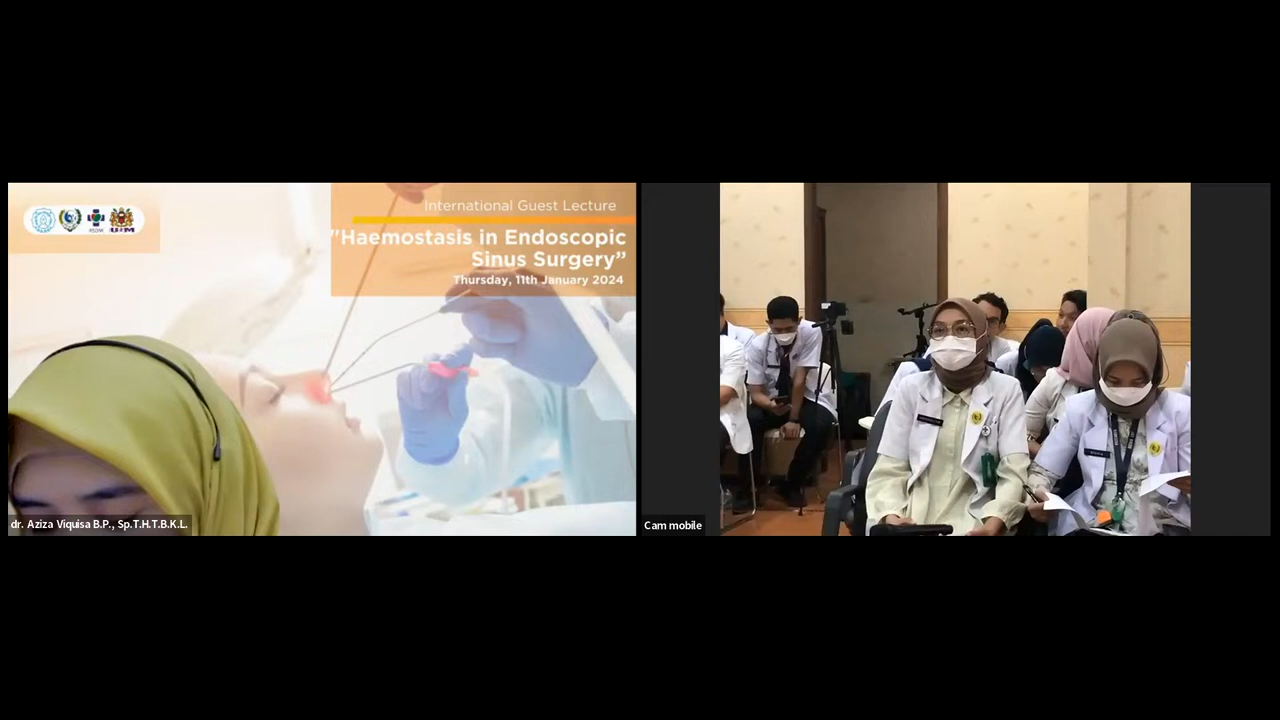 International Guest Lecture
"Haemostasis in Endoscopic
Sinus Surgery”
Thursday, 11th January 2024
dr. Aziza Viquisa B.P., Sp.T.H.T.B.K.L.
Cam mobile